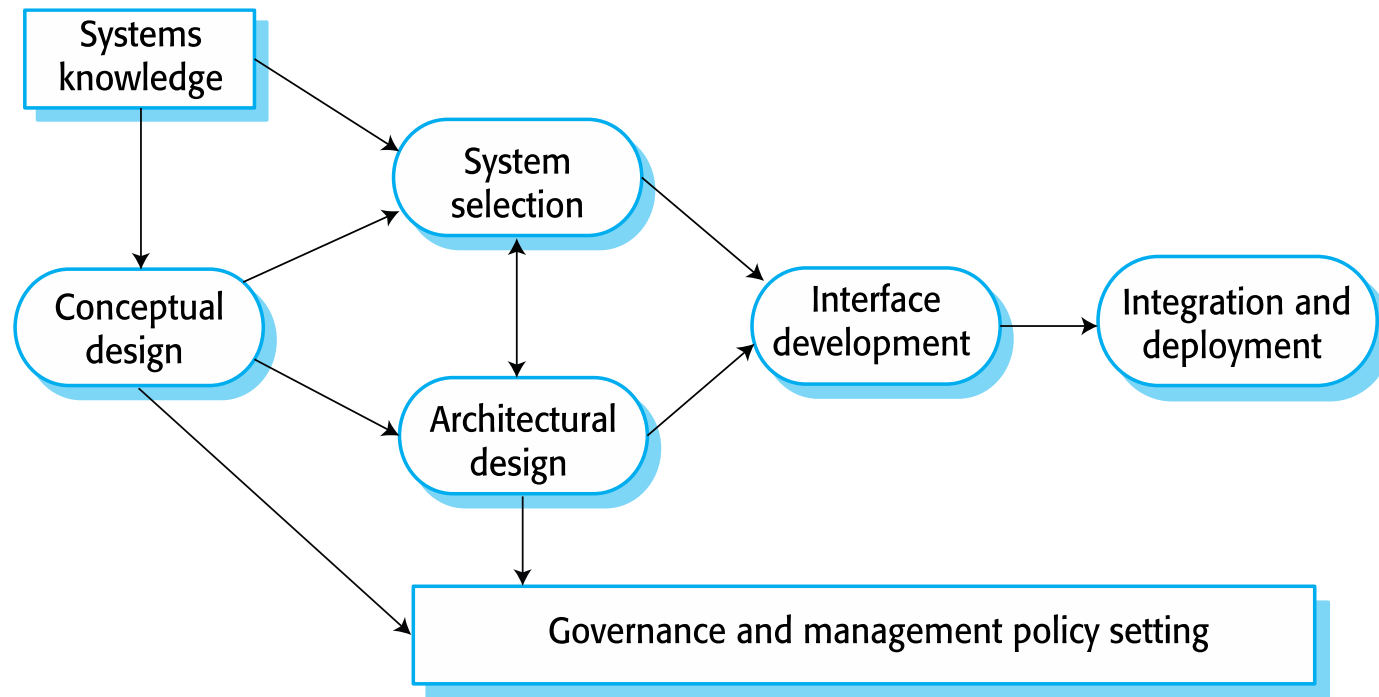 Systems
knowledge
System
selection
Conceptual
design
Interface
development
Integration and
deployment
Architectural
design
Governance and management policy setting